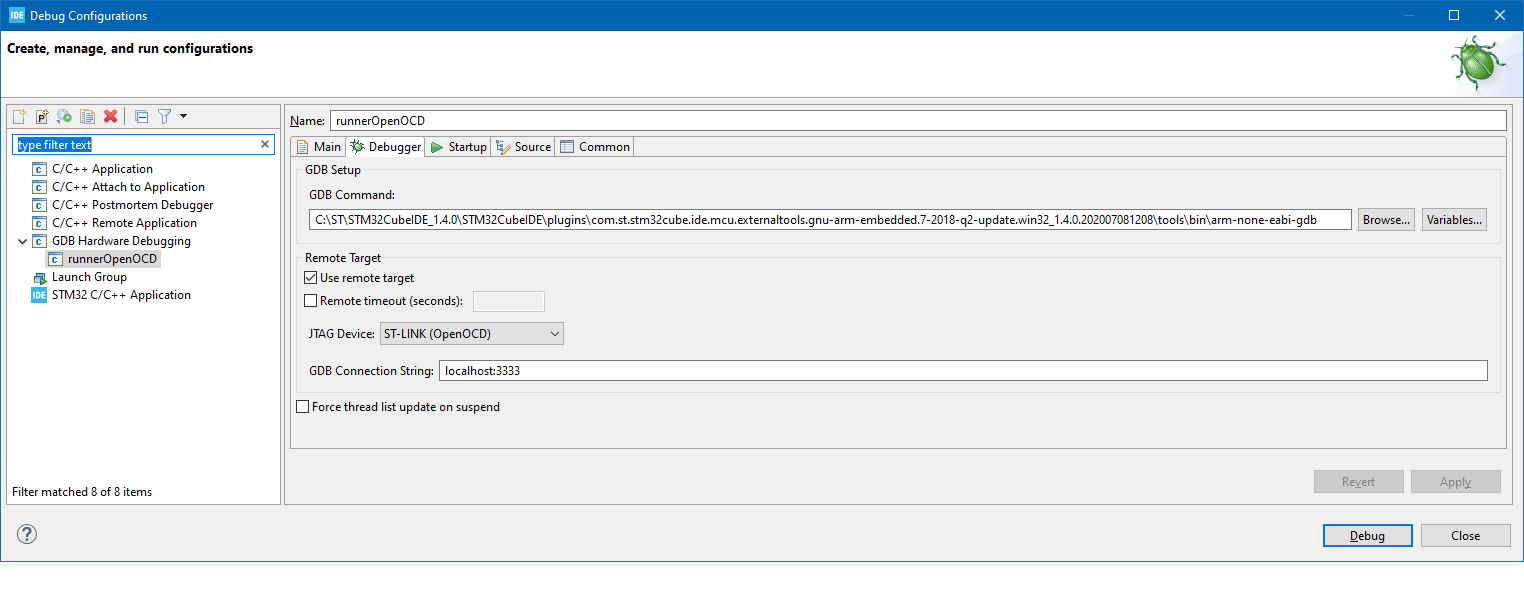 IDE Debug Configurations
Create, manage, and run configurations
type filter text
C/C++ Application
C/C++ Attach to Application
C/C++ Postmortem Debugger
C/C++ Remote Application
GDB Hardware Debugging
runnerOpenOCD
Launch Group
IDE STM32 C/C++ Application
Filter matched 8 of 8 items
Name: runnerOpenOCD
Main Debugger Startup Source Common
GDB Setup
GDB Command:
C:\ST\STM32CubeIDE_1.4.0\STM32CubeIDE\plugins\com.st.stm32cube.ide.mcu.externaltools.gnu-arm-embedded.7-2018-q2-update.win32_1.4.0.202007081208\tools\bin\arm-none-eabi-gdb Browse... Variables...
Remote Target
Use remote target
Remote timeout (seconds):
JTAG Device: ST-LINK (OpenOCD)
GDB Connection String: localhost:3333
Force thread list update on suspend
Revert Apply
? Debug Close